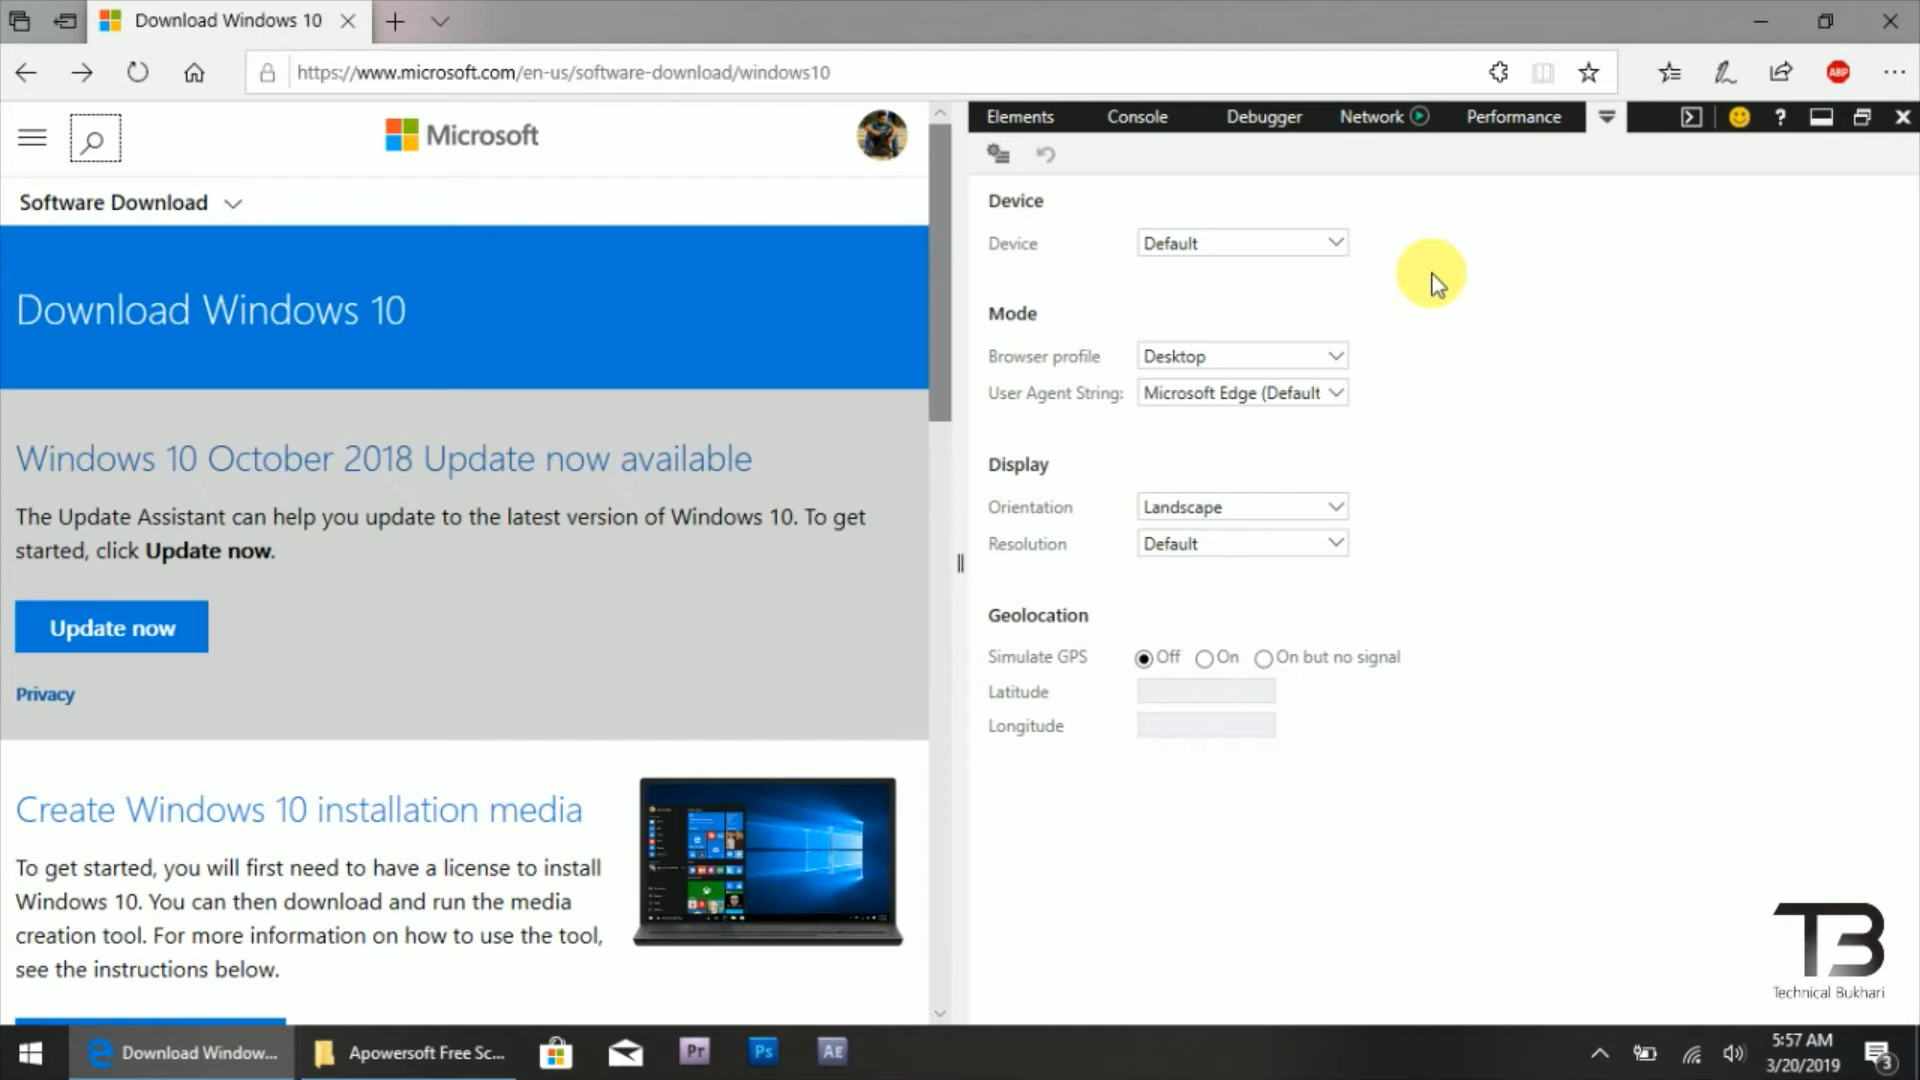 Download Windows 10
https://www.microsoft.com/en-us/software-download/windows10
ABP
Microsoft
Software Download
Download Windows 10
Windows 10 October 2018 Update now available
The Update Assistant can help you update to the latest version of Windows 10. To get
started, click Update now.
Update now
Privacy
Create Windows 10 installation media
To get started, you will first need to have a license to install
Windows 10. You can then download and run the media
creation tool. For more information on how to use the tool,
see the instructions below.
Elements Console Debugger Network Performance
?
Device
Device Default
Mode
Browser profile Desktop
User Agent String: Microsoft Edge (Default
Display
Orientation Landscape
Resolution Default
Geolocation
Simulate GPS Off On On but no signal
Latitude
Longitude
TB
Technical Bukhari
Download Window...
Apowersoft Free Sc...
Pr
Ps
AE
5:57 AM
3/20/2019
3